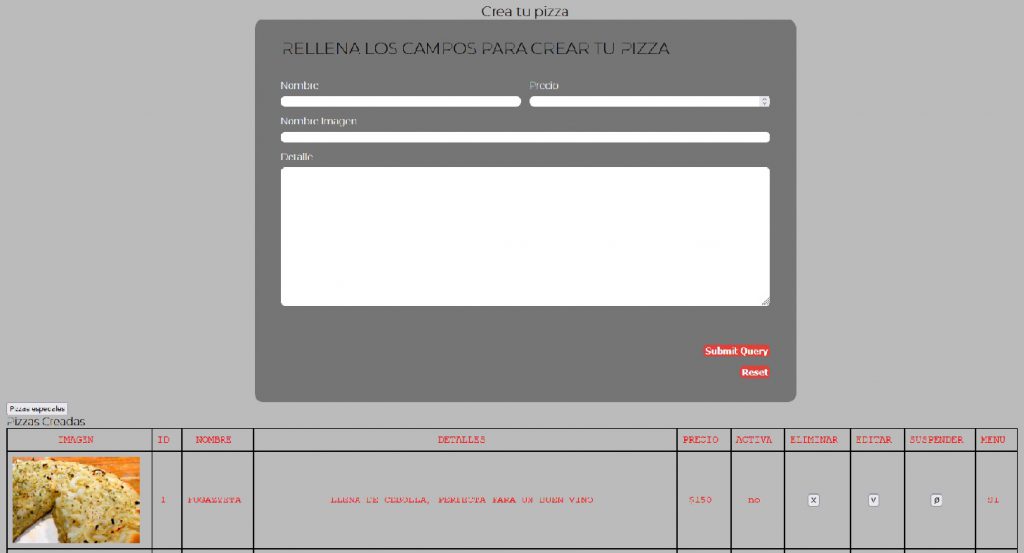 Crea tu pizza
RELLENA LOS CAMPOS PARA CREAR TU PIZZA
Nombre Precio
Nombre Imagen
Detalle
Submit Query
Reset
Pizzas especiales
Pizzas Creadas
IMAGEN ID NOMBRE DETALLES PRECIO ACTIVA ELIMINAR EDITAR SUSPENDER MENU
1 FUGAZZETA LLENA DE CEBOLLA, PERFECTA PARA UN BUEN VINO $150 no X V Ø SI